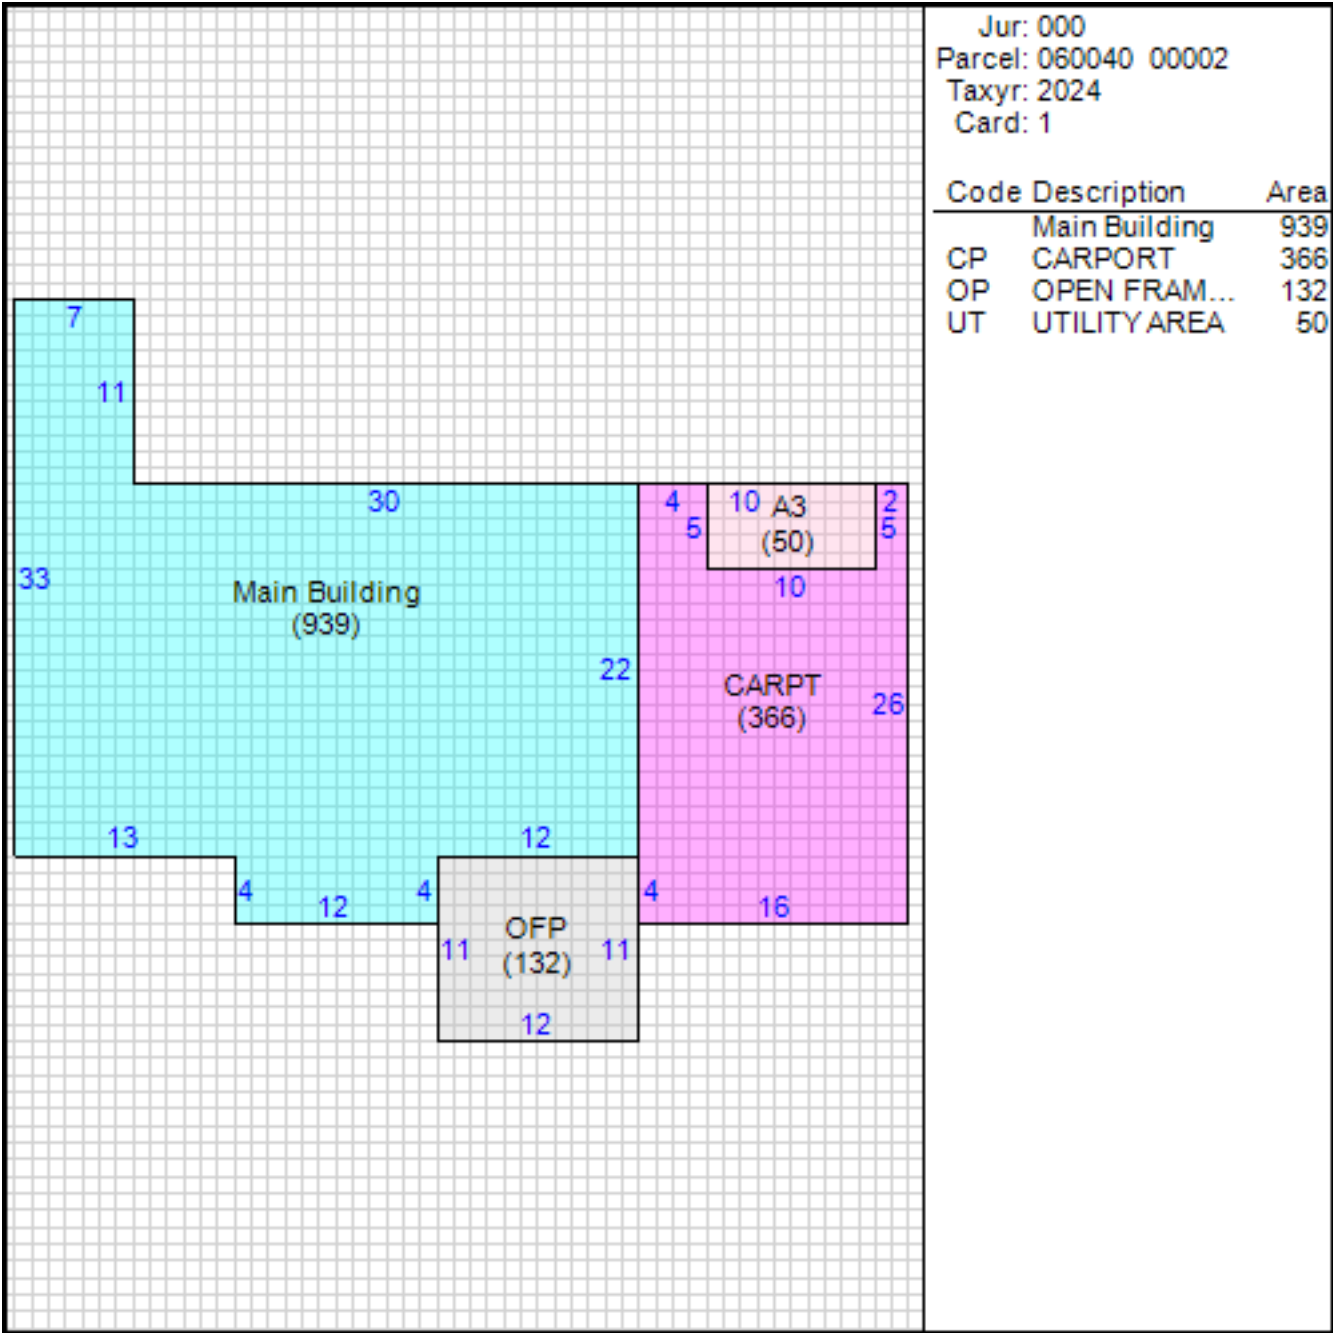 Jur: 000
Parcel: 060040 00002
Taxyr: 2024
Card: 1
Code Description Area
Main Building 939
CP CARPORT 366
OP OPEN FRAM... 132
UT UTILITY AREA 50
7
11
30
4 10 A3 2
5 (50) 5
10
33
Main Building
(939)
22
CARPT
(366)
26
13
12
4
12
4
4
16
OFP
(132)
11
11
12